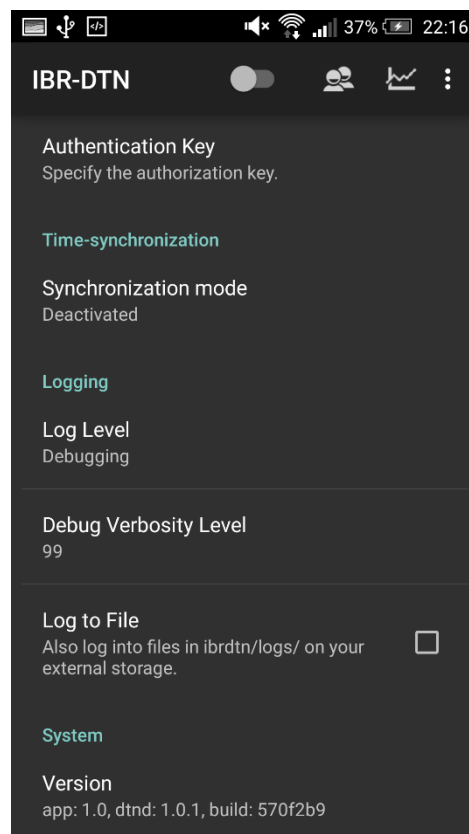 37% 22:16
IBR-DTN
Authentication Key
Specify the authorization key.
Time-synchronization
Synchronization mode
Deactivated
Logging
Log Level
Debugging
Debug Verbosity Level
99
Log to File
Also log into files in ibrdtn/logs/ on your
external storage.
System
Version
app: 1.0, dtnd: 1.0.1, build: 570f2b9